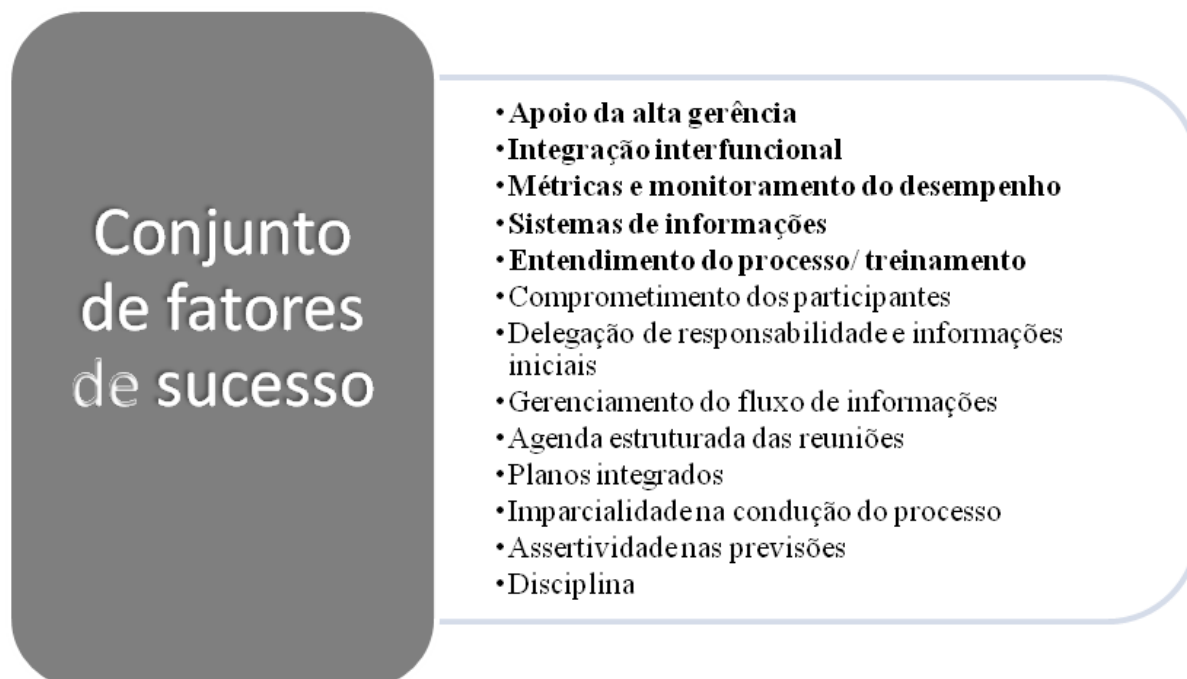 Conjunto
de fatores
de sucesso
•Apoio da alta gerência
•Integração interfuncional
•Métricas e monitoramento do desempenho
•Sistemas de informações
•Entendimento do processo/ treinamento
•Comprometimento dos participantes
•Delegação de responsabilidade e informações
iniciais
•Gerenciamento do fluxo de informações
•Agenda estruturada das reuniões
•Planos integrados
•Imparcialidade na condução do processo
•Assertividade nas previsões
•Disciplina